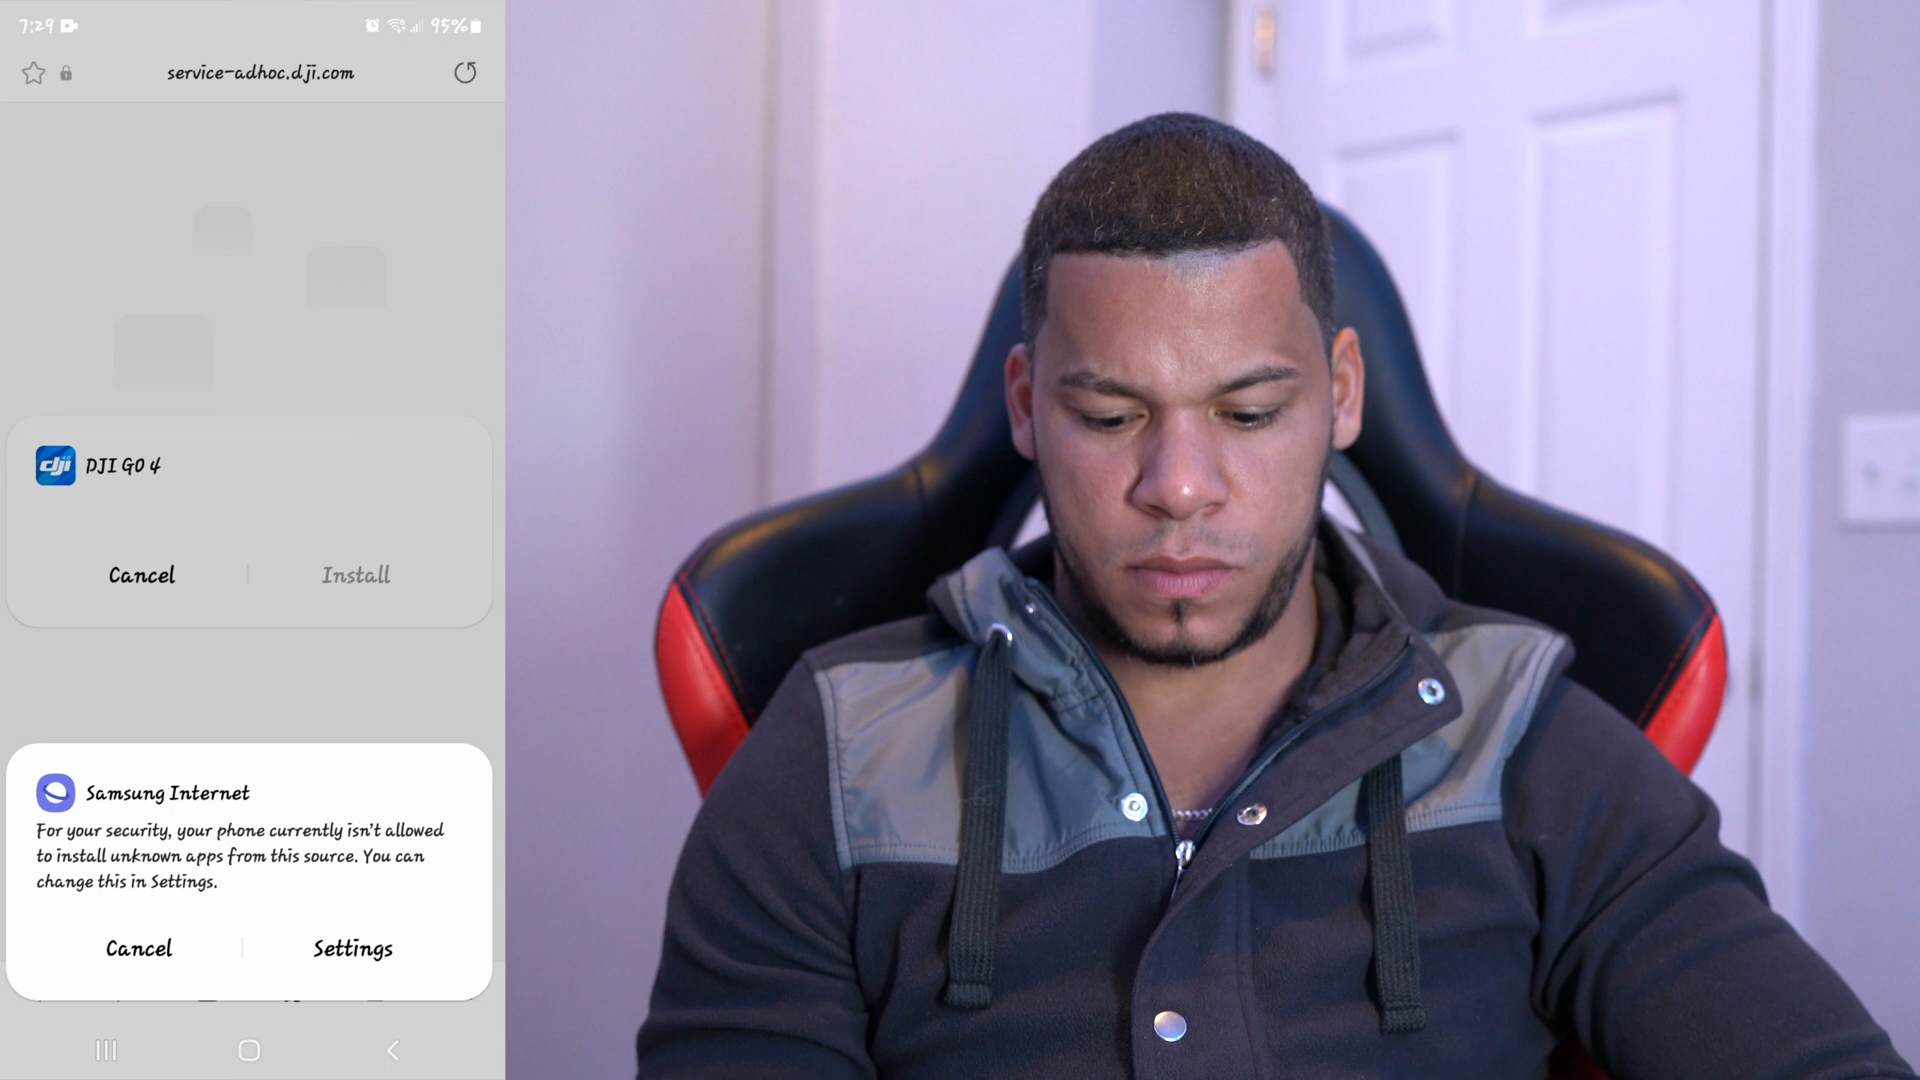 7:29
95%
service-adhoc.dji.com
dji DJI GO 4
Cancel
Install
Samsung Internet
For your security, your phone currently isn't allowed
to install unknown apps from this source. You can
change this in Settings.
Cancel
Settings